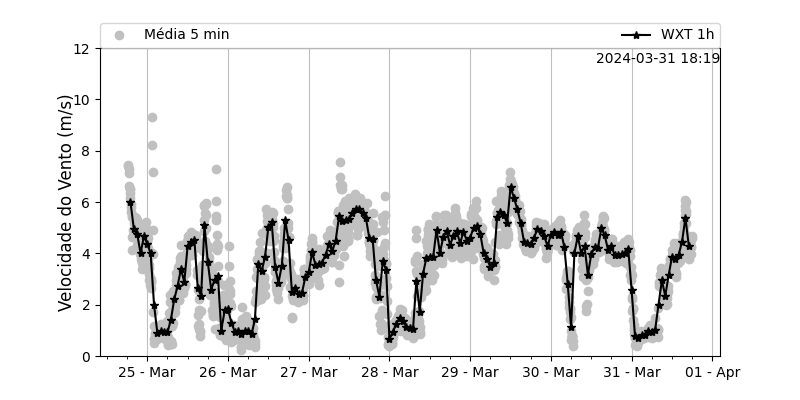 Média 5 min
WXT 1h
2024-03-31 18:19
Velocidade do Vento (m/s)
12
10
8
6
4
2
0
25 - Mar
26 - Mar
27 - Mar
28 - Mar
29 - Mar
30 - Mar
31 - Mar
01 - Apr